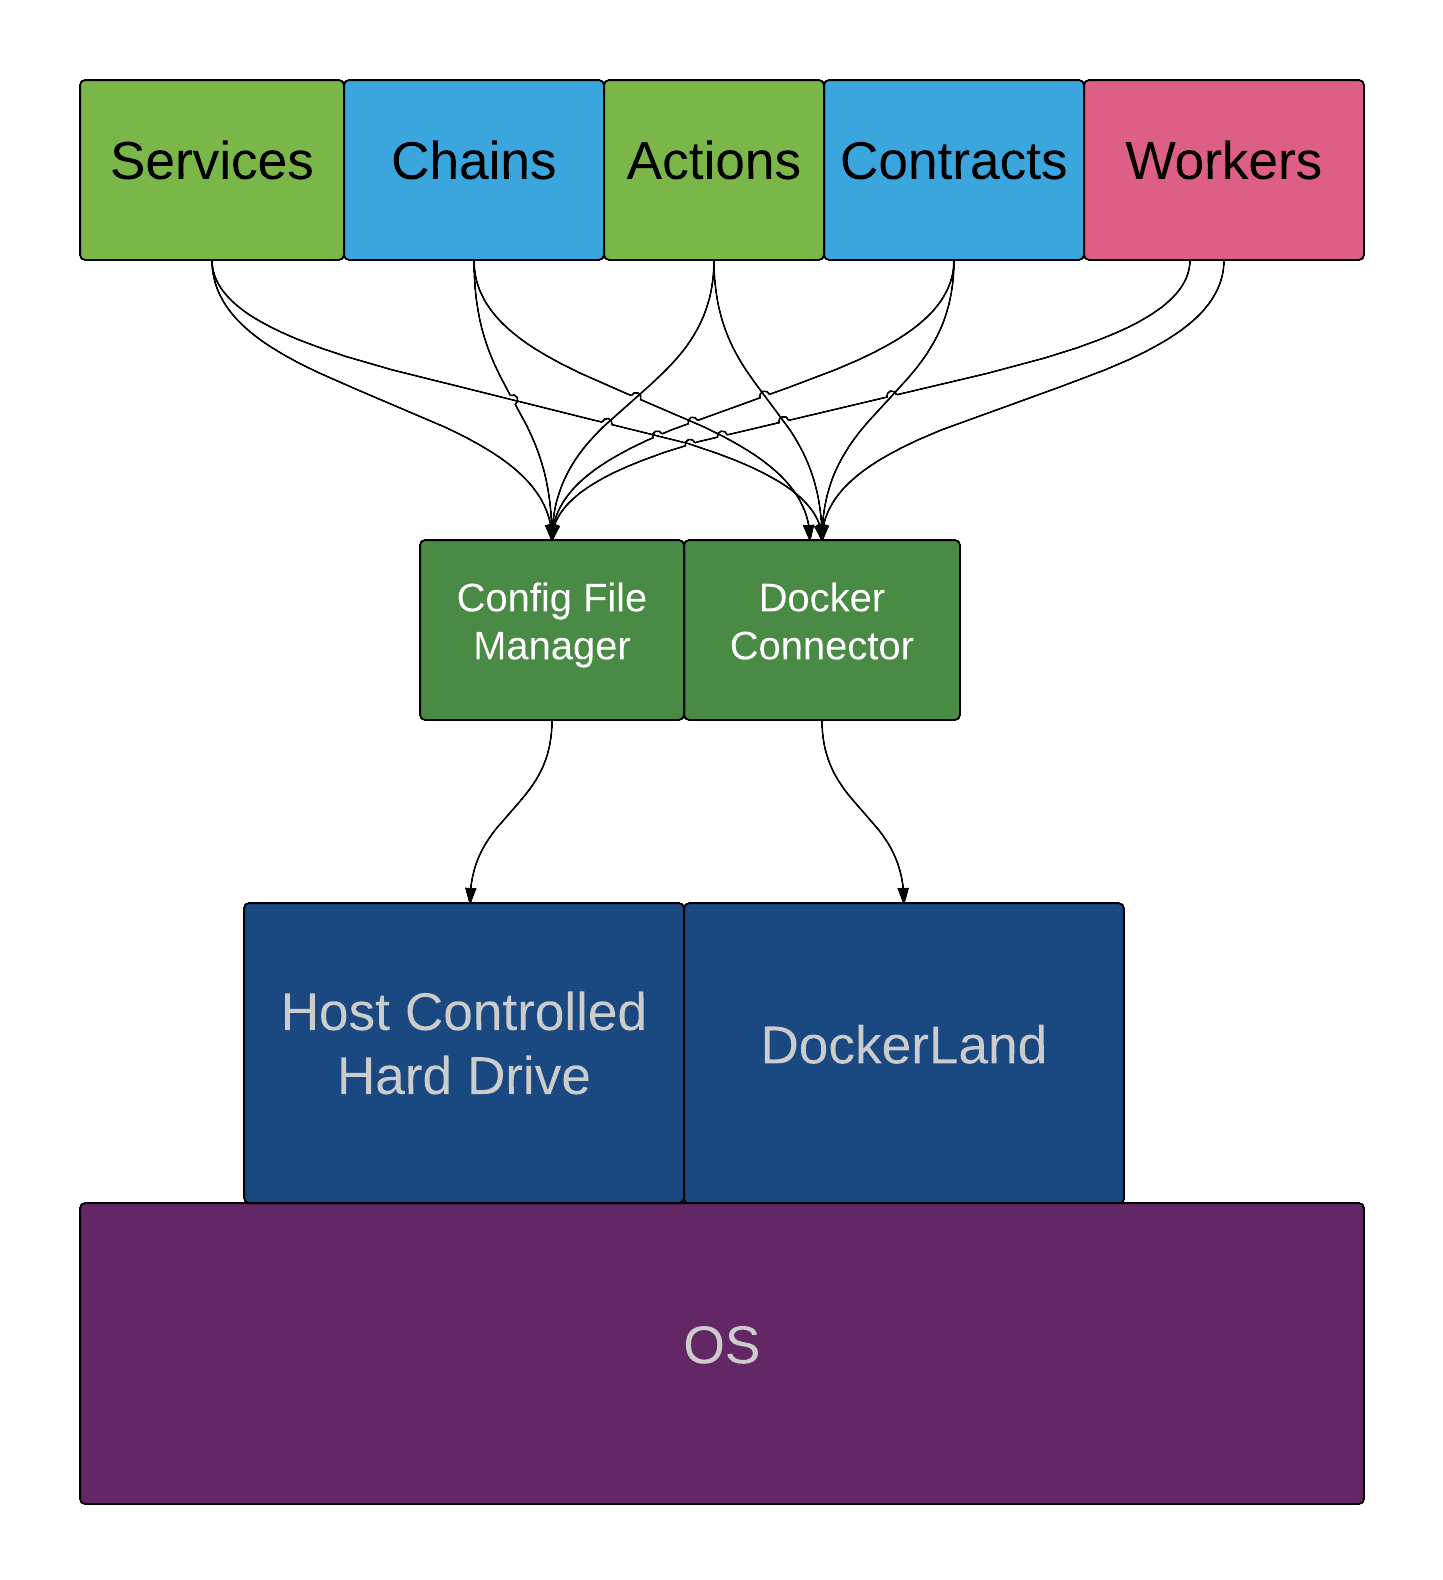 Services
Chains
Actions
Contracts
Workers
Config File
Manager
Docker
Connector
Host Controlled
Hard Drive
DockerLand
OS